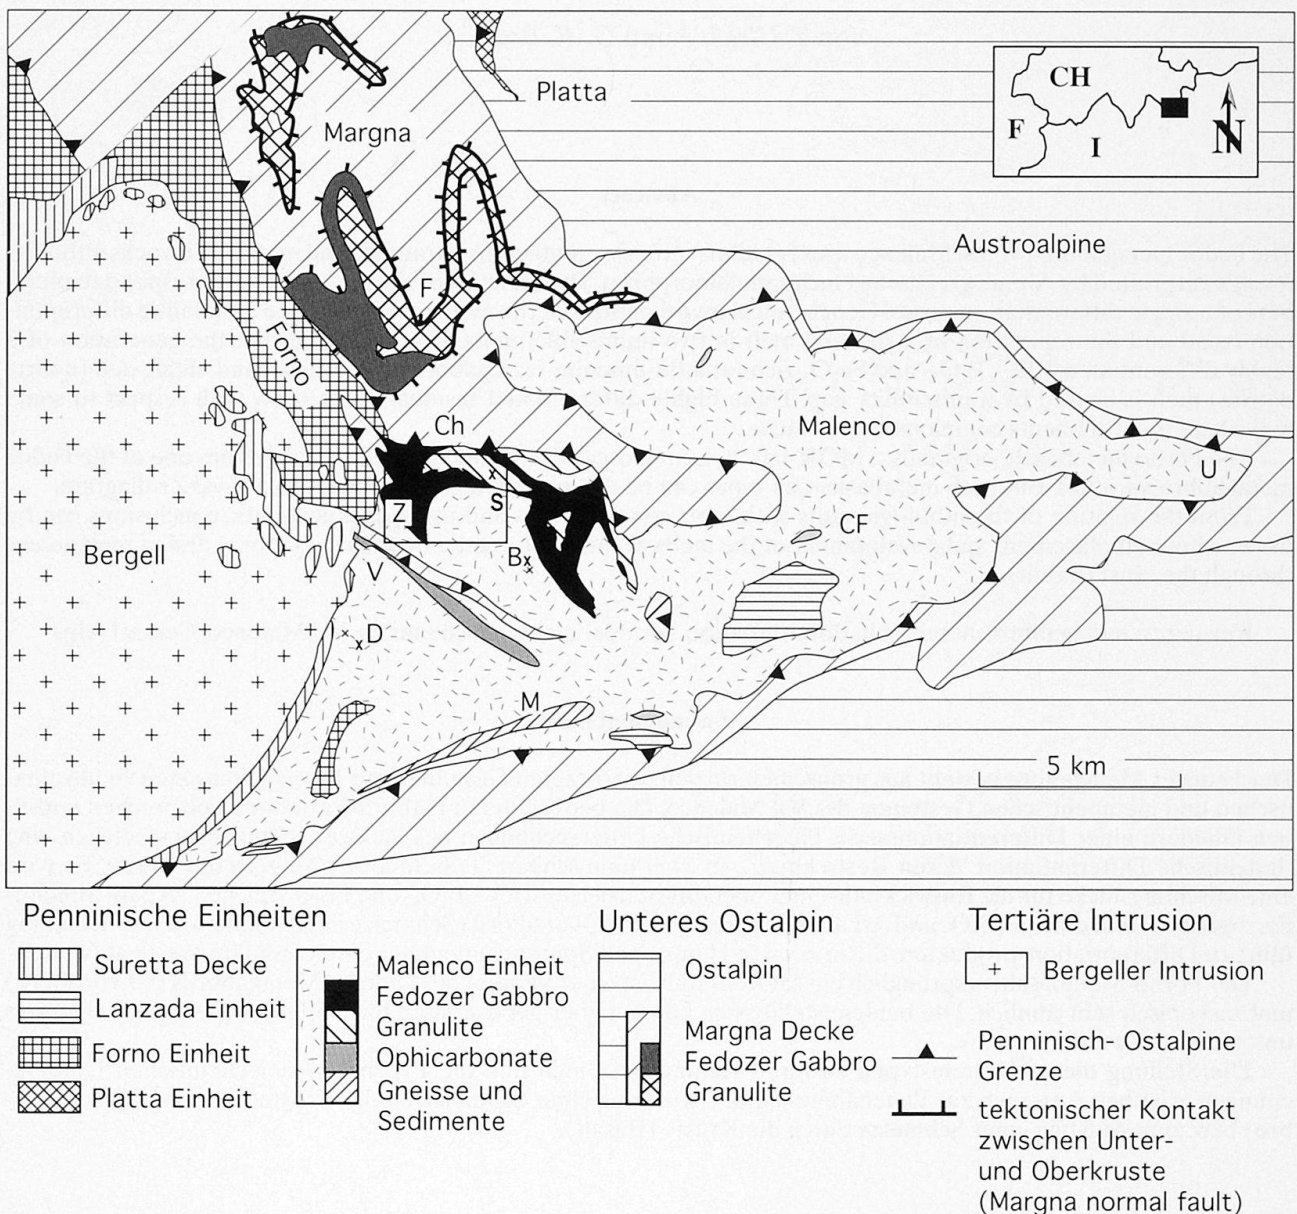 Platta
Margna
CH
F
I
N
Austroalpine
F
Forno
Ch
Malenco
U
S
Z
CF
B
Bergell
V
D
M
5 km
Penninische Einheiten
Suretta Decke
Lanzada Einheit
Forno Einheit
Platta Einheit
Malenco Einheit
Fedozer Gabbro
Granulite
Ophicarbonate
Gneisse und
Sedimente
Unteres Ostalpin
Ostalpin
Margna Decke
Fedozer Gabbro
Granulite
Tertiäre Intrusion
Bergeller Intrusion
Penninisch- Ostalpine
Grenze
tektonischer Kontakt
zwischen Unter-
und Oberkruste
(Margna normal fault)